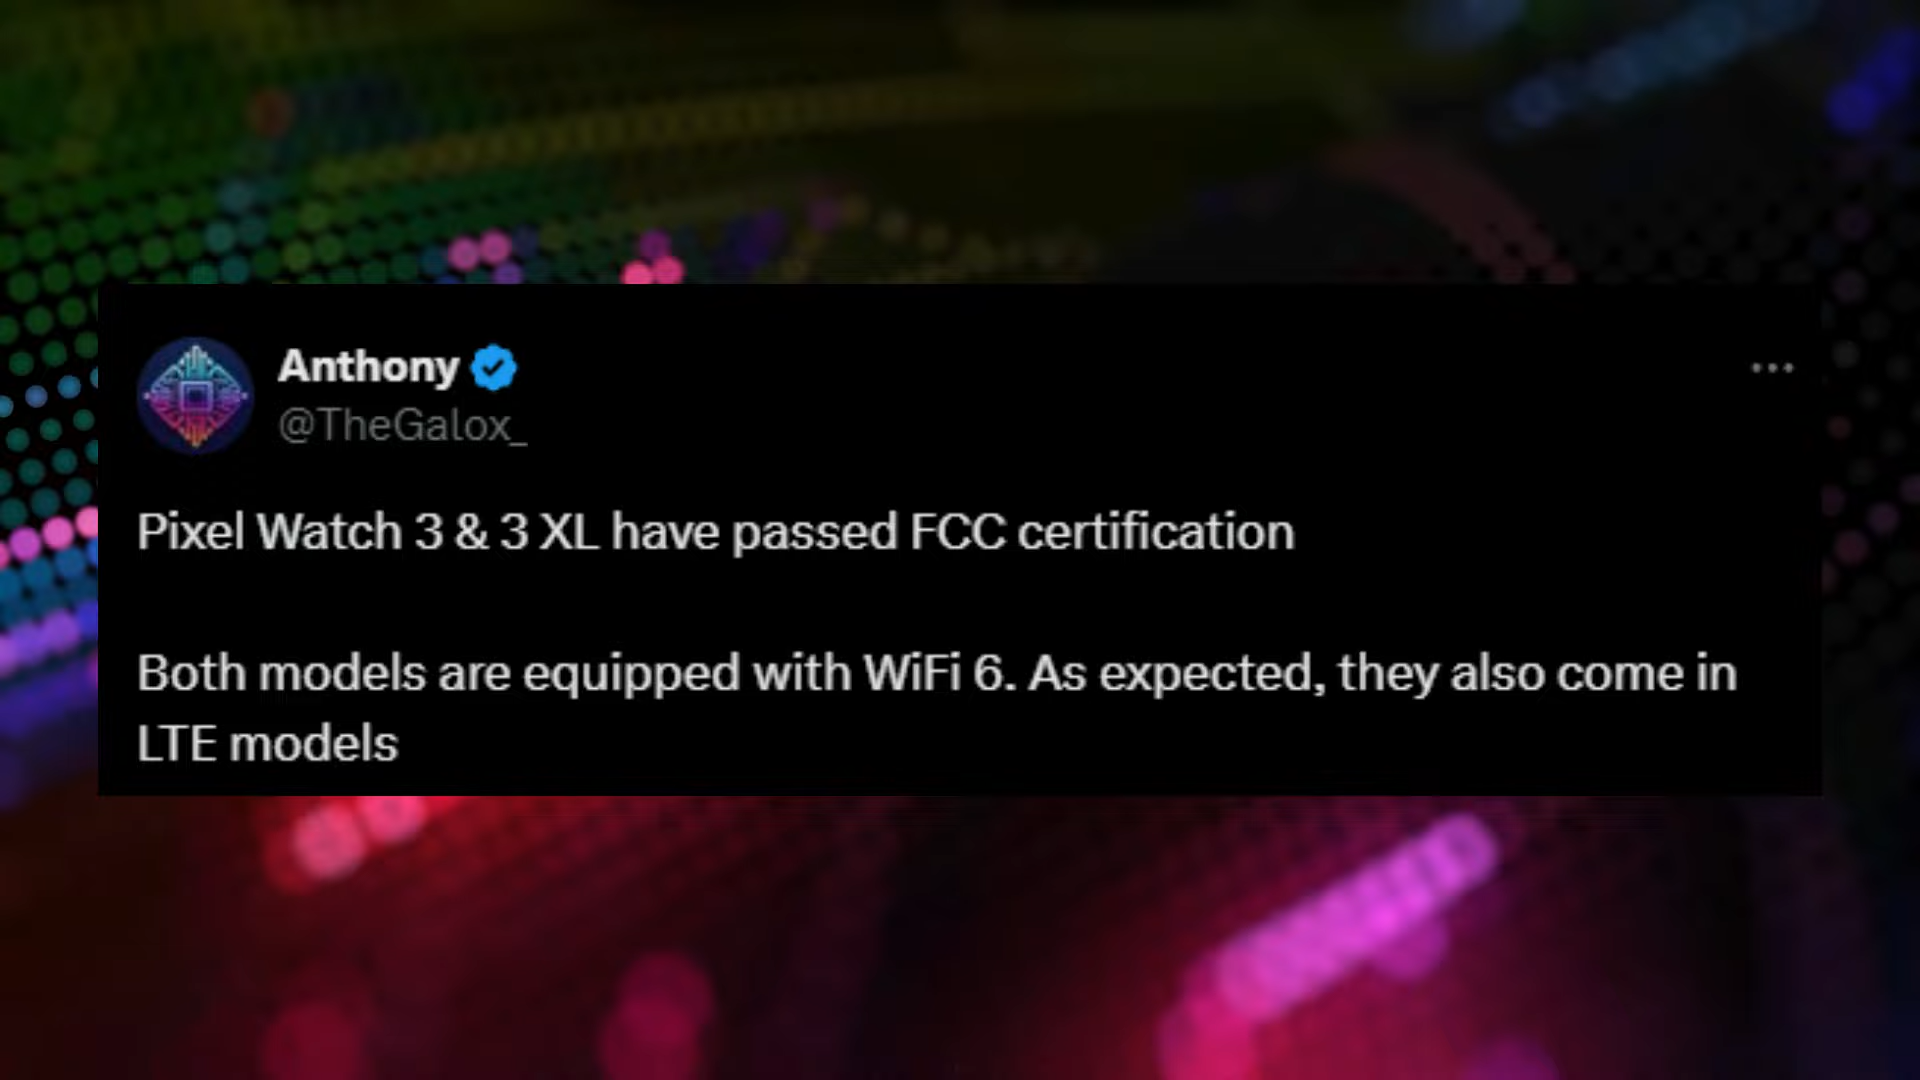 Anthony
@TheGalox_
Pixel Watch 3 & 3 XL have passed FCC certification
Both models are equipped with WiFi 6. As expected, they also come in
LTE models